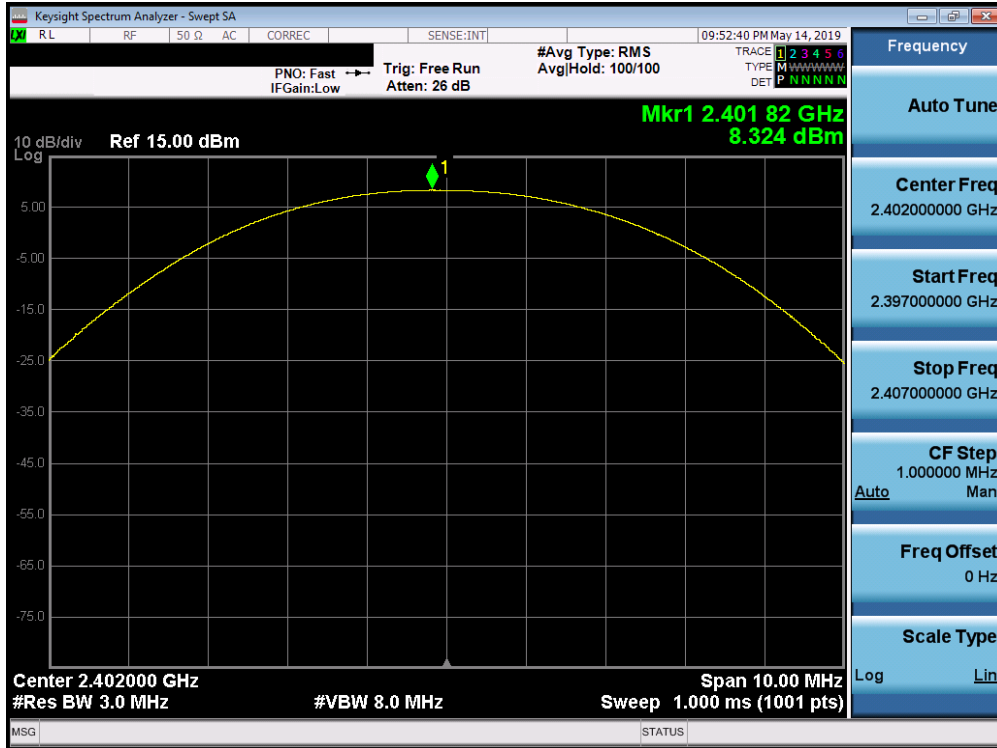 Keysight Spectrum Analyzer - Swept SA
LXI RL RF 50 Ω AC CORREC SENSE:INT 09:52:40 PM May 14, 2019
PNO: Fast
IFGain:Low
Trig: Free Run
Atten: 26 dB
#Avg Type: RMS
Avg|Hold: 100/100
TRACE 1 2 3 4 5 6
TYPE M WWWWW
DET P N N N N N
Mkr1 2.401 82 GHz
8.324 dBm
10 dB/div Ref 15.00 dBm
Log
1
5.00
-5.00
-15.0
-25.0
-35.0
-45.0
-55.0
-65.0
-75.0
Center 2.402000 GHz Span 10.00 MHz
#Res BW 3.0 MHz #VBW 8.0 MHz Sweep 1.000 ms (1001 pts)
MSG STATUS
Frequency
Auto Tune
Center Freq
2.402000000 GHz
Start Freq
2.397000000 GHz
Stop Freq
2.407000000 GHz
CF Step
1.000000 MHz
Auto Man
Freq Offset
0 Hz
Scale Type
Log Lin